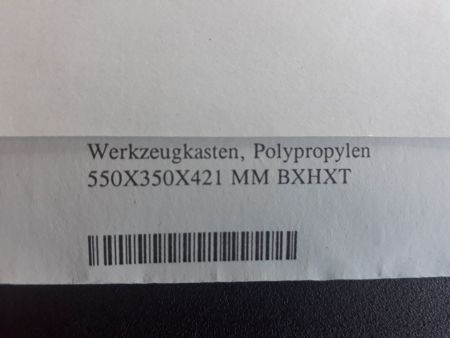 Werkzeugkasten, Polypropylen
550X350X421 MM BXHXT